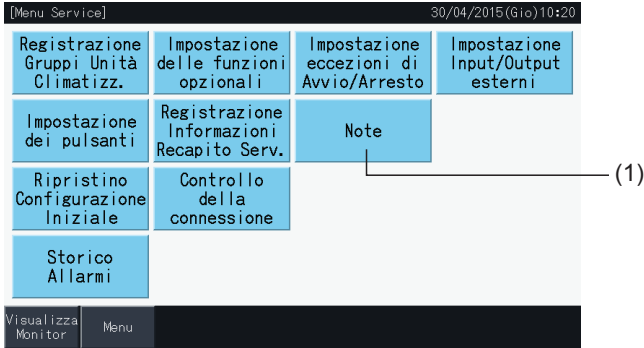 [Menu Service] 30/04/2015(Gio)10:20
Registrazione
Gruppi Unità
Climatizz.
Impostazione
delle funzioni
opzionali
Impostazione
eccezioni di
Avvio/Arresto
Impostazione
Input/Output
esterni
Impostazione
dei pulsanti
Registrazione
Informazioni
Recapito Serv.
Note
(1)
Ripristino
Configurazione
Iniziale
Controllo
della
connessione
Storico
Allarmi
Visualizza
Monitor
Menu